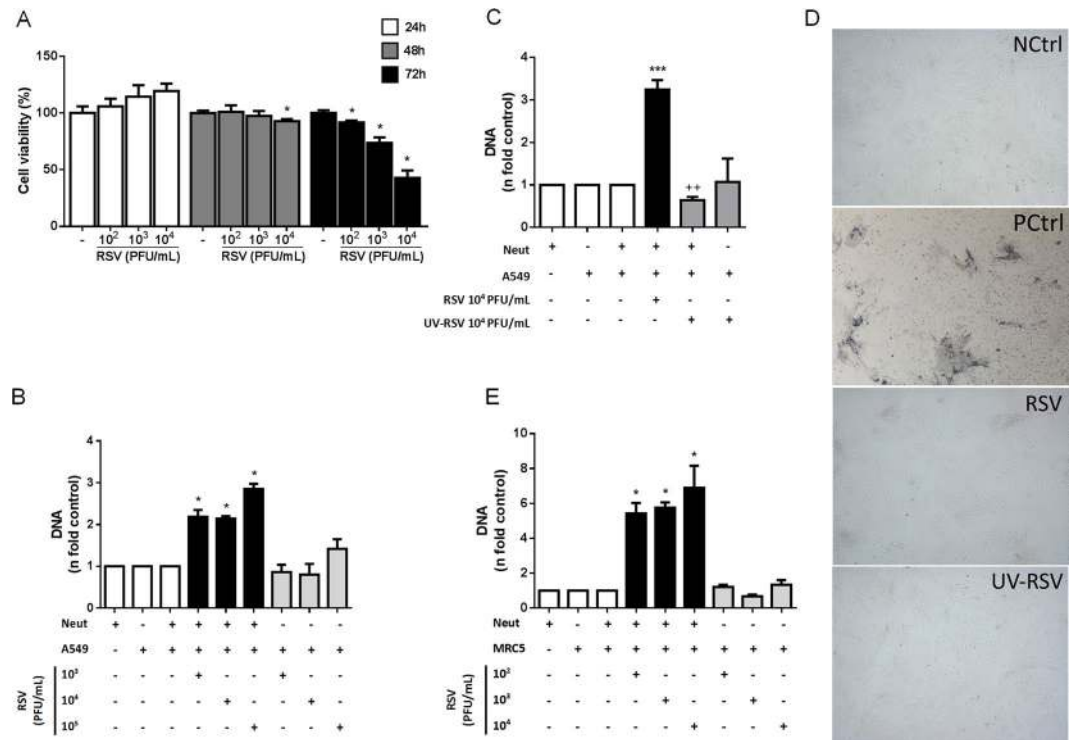 A
24h
48h
72h
150
100
50
0
Cell viability (%)
* * * *
- 10² 10³ 10⁴ - 10² 10³ 10⁴ - 10² 10³ 10⁴
RSV (PFU/mL) RSV (PFU/mL) RSV (PFU/mL)
C
4
3
2
1
0
DNA
(n fold control)
***
++
Neut + - + + + -
A549 - + + + + +
RSV 10⁴ PFU/mL - - - + - -
UV-RSV 10⁴ PFU/mL - - - - + +
D
NCtrl
PCtrl
RSV
UV-RSV
B
4
3
2
1
0
DNA
(n fold control)
* * *
Neut + - + + + + - - -
A549 - + + + + + + + +
RSV
(PFU/mL)
10³ - - - + - - + - -
10⁴ - - - - + - - + -
10⁵ - - - - - + - - +
E
10
8
6
4
2
0
DNA
(n fold control)
* * *
Neut + - + + + + - - -
MRC5 - + + + + + + + +
RSV
(PFU/mL)
10² - - - + - - + - -
10³ - - - - + - - + -
10⁴ - - - - - + - - +